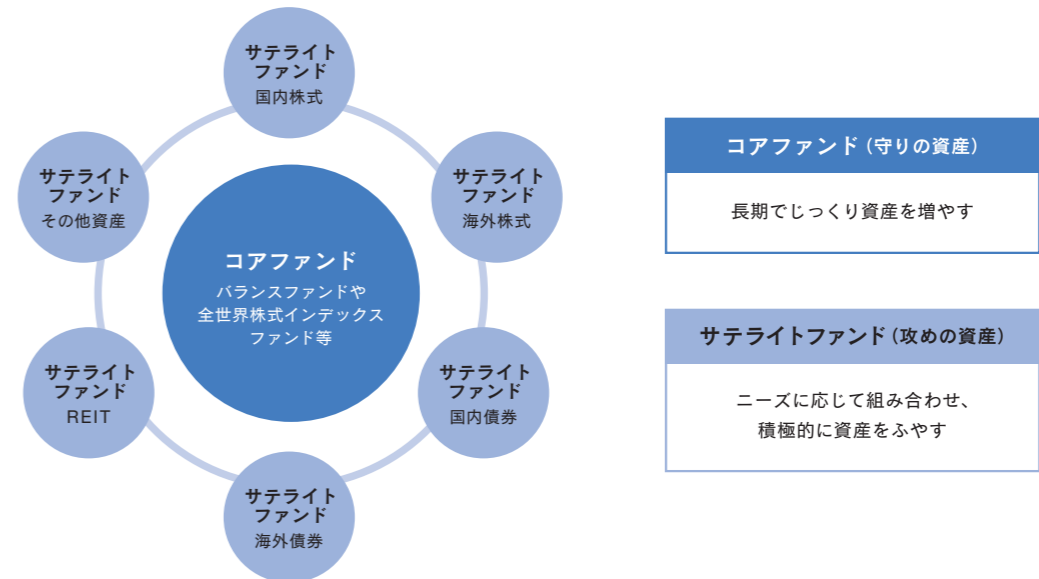 サテライト
ファンド
国内株式
サテライト
ファンド
海外株式
サテライト
ファンド
国内債券
サテライト
ファンド
海外債券
サテライト
ファンド
REIT
サテライト
ファンド
その他資産
コアファンド
バランスファンドや
全世界株式インデックス
ファンド等
コアファンド（守りの資産）
長期でじっくり資産を増やす
サテライトファンド（攻めの資産）
ニーズに応じて組み合わせ、
積極的に資産をふやす